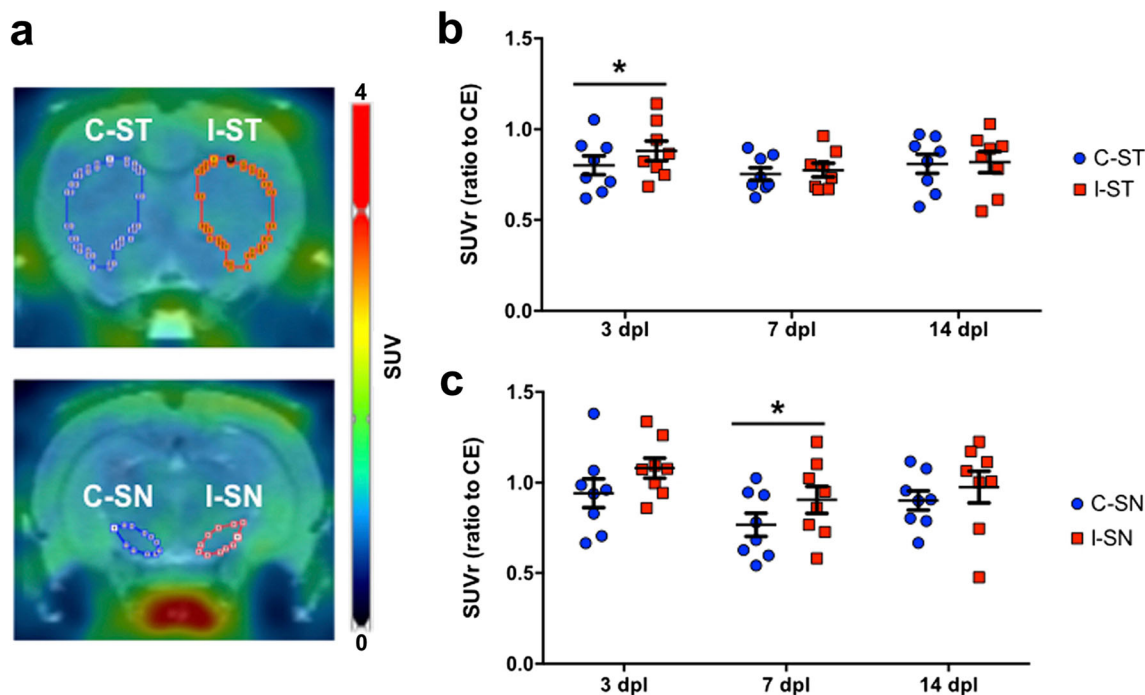 a
C-ST I-ST
C-SN I-SN
4
SUV
0
b
SUVr (ratio to CE)
1.5
1.0
0.5
0.0
*
3 dpl 7 dpl 14 dpl
C-ST
I-ST
c
SUVr (ratio to CE)
1.5
1.0
0.5
0.0
*
3 dpl 7 dpl 14 dpl
C-SN
I-SN